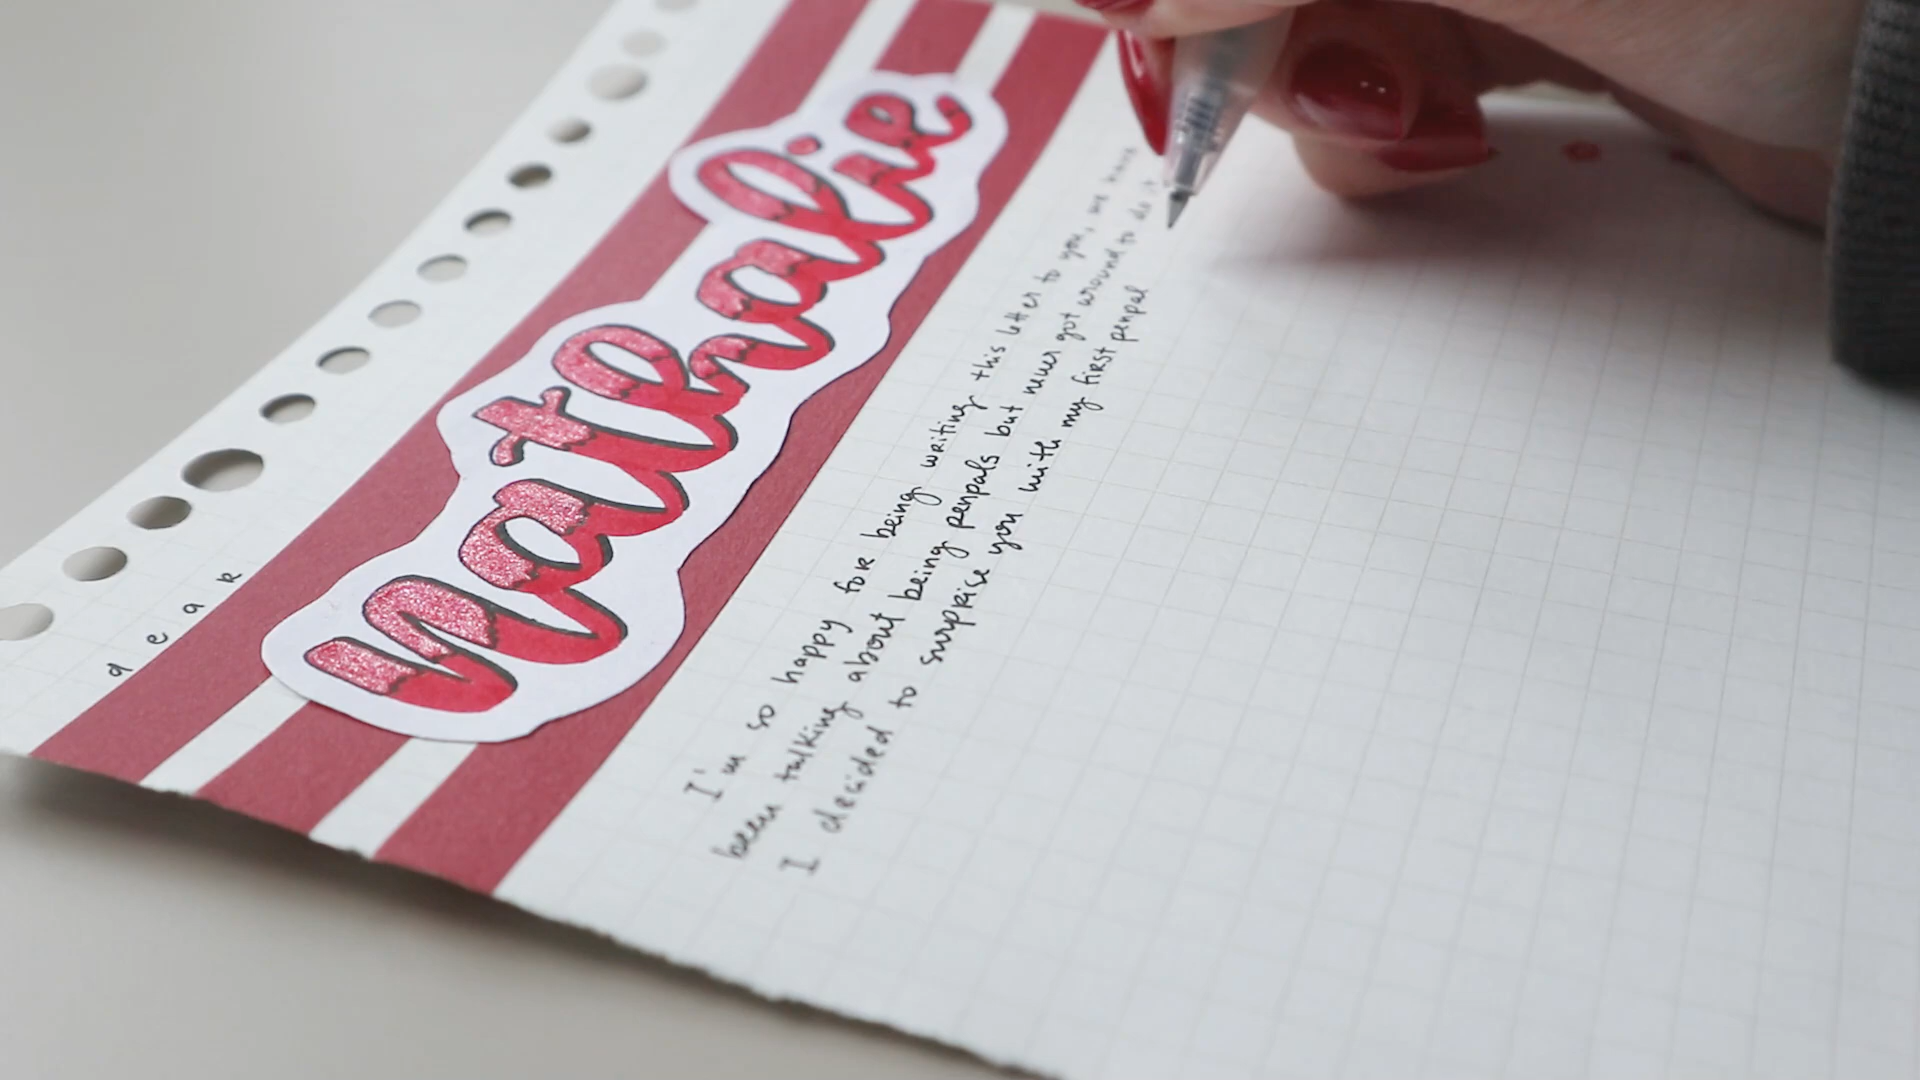 dear
Nathalie
I'm so happy for being writing this letter to you, we have
been talking about being penpals but never got around to do it
I decided to surprise you with my first penpal